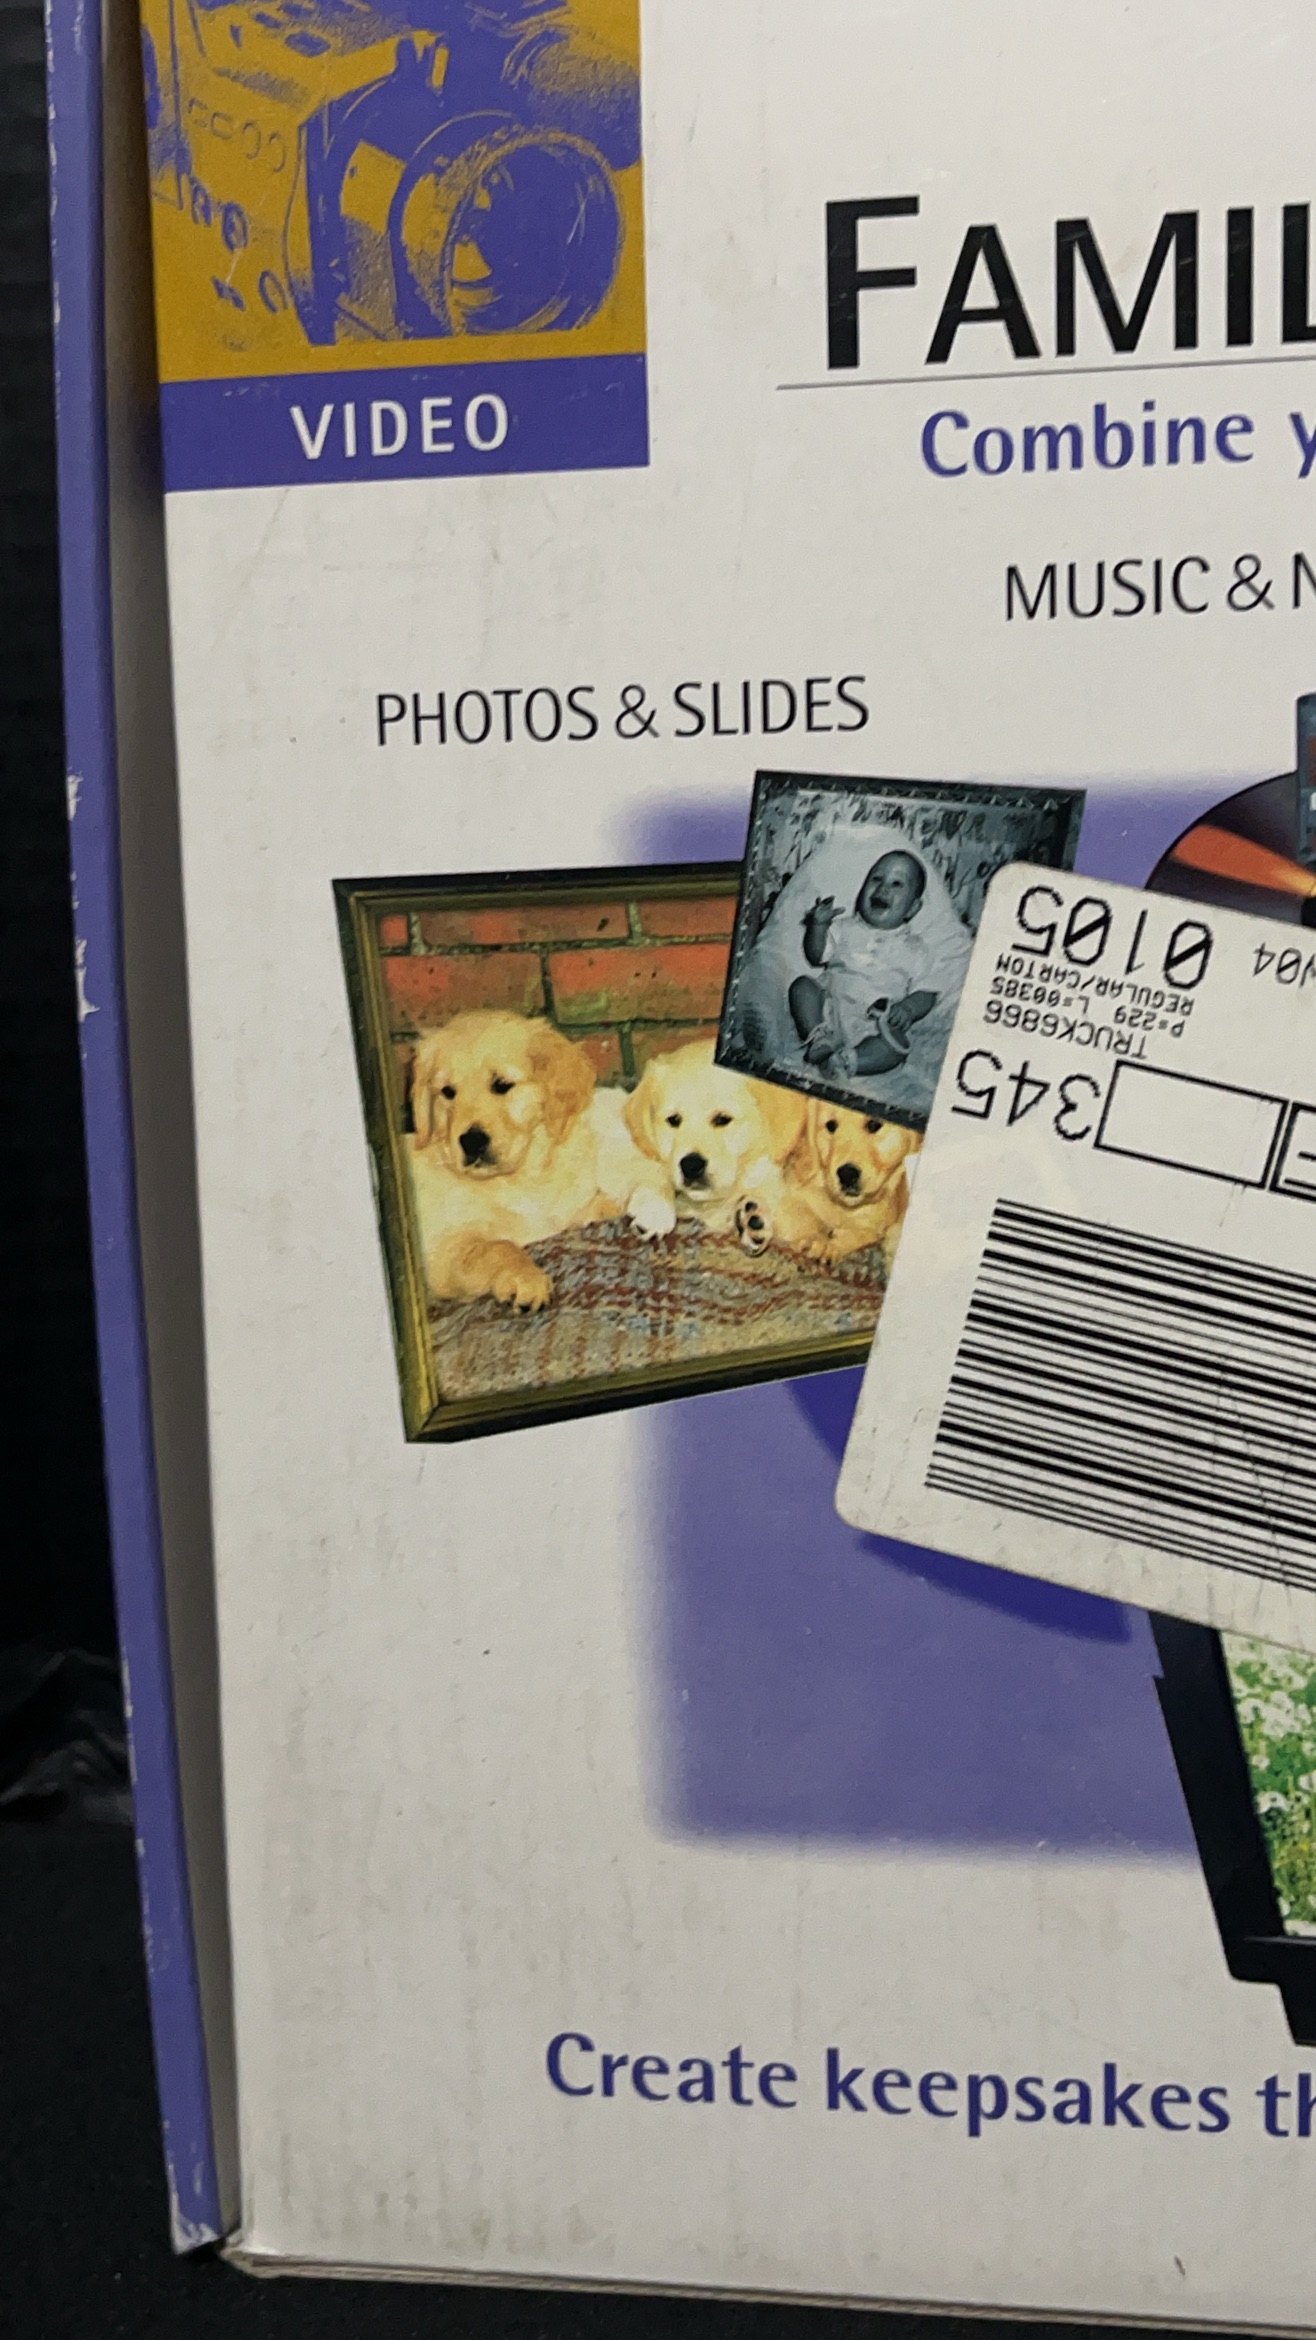 VIDEO
FAMIL
Combine y
MUSIC & N
PHOTOS & SLIDES
0105
REGULAR/CARTON
P=229 L=00385
TRUCK6866
345
Create keepsakes th